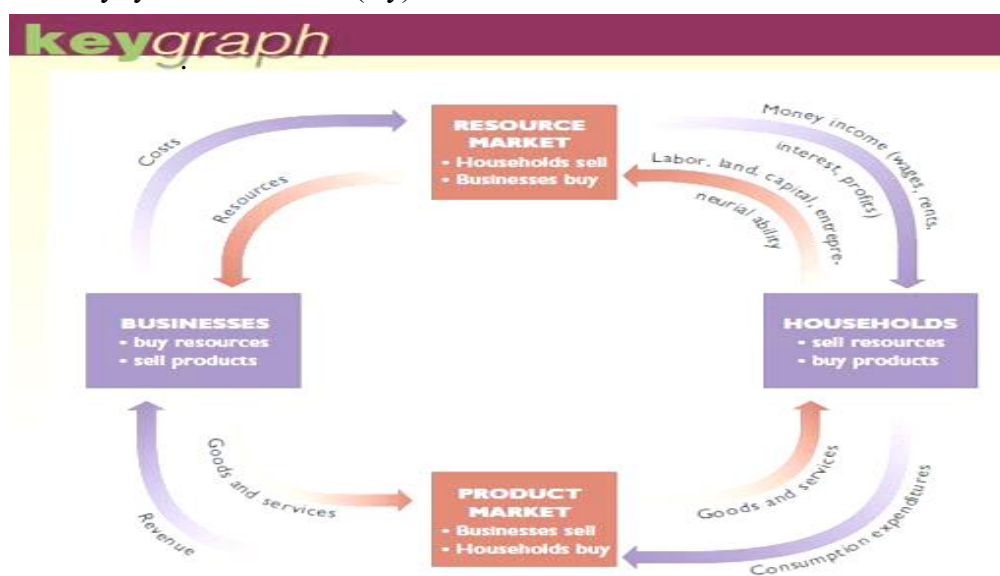 keygraph
Costs
RESOURCE
MARKET
• Households sell
• Businesses buy
Money income (wages, rents,
interest, profits)
Labor, land, capital, entrepre-
neurial ability
Resources
BUSINESSES
• buy resources
• sell products
HOUSEHOLDS
• sell resources
• buy products
Goods and services
Revenue
PRODUCT
MARKET
• Businesses sell
• Households buy
Goods and services
Consumption expenditures